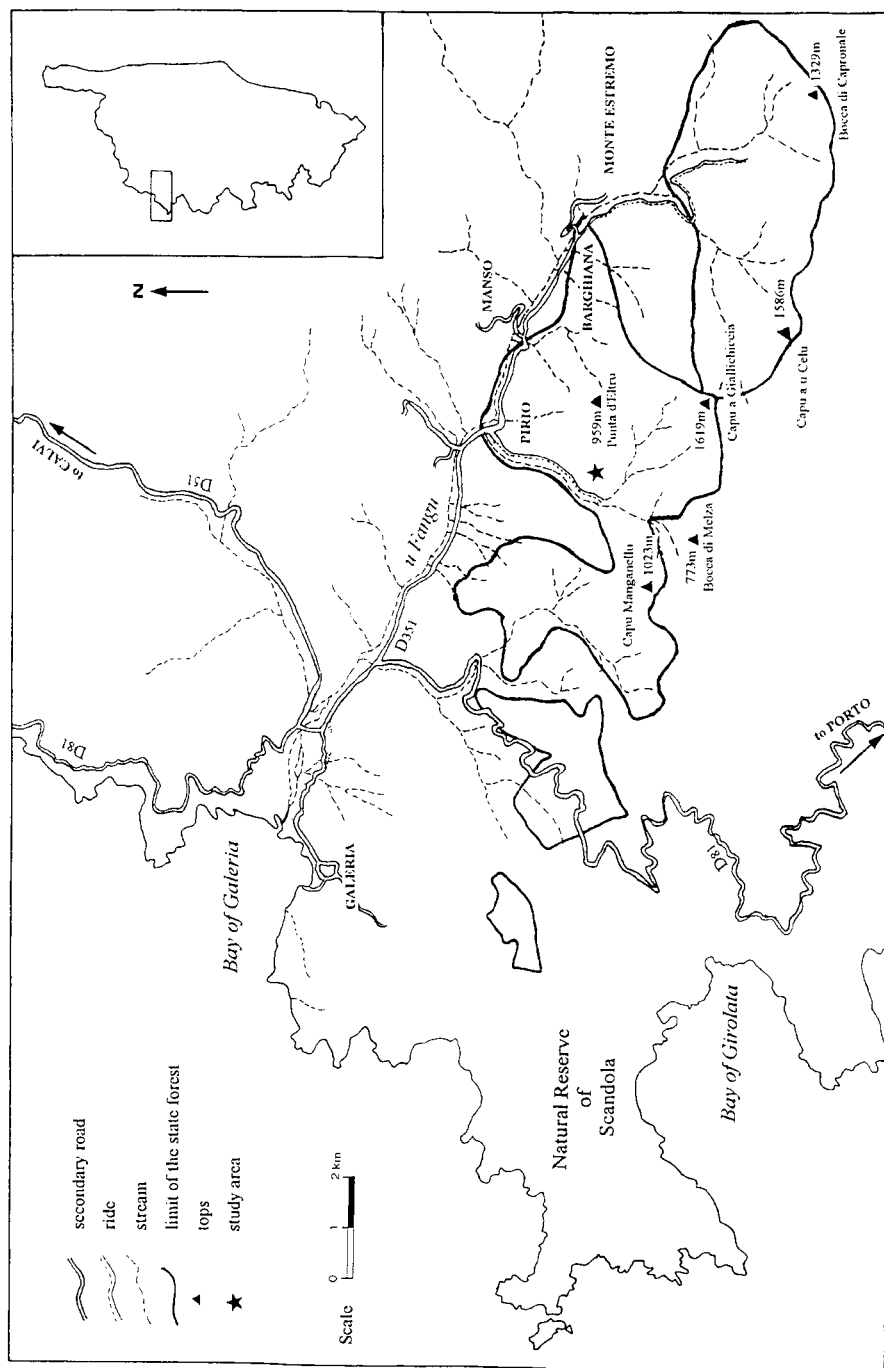 secondary road
ride
stream
limit of the state forest
tops
study area
Scale
0 1 2 km
N
to CALVI
D51
D81
Bay of Galeria
GALERIA
u Fangu
D351
MANSO
PIRIO
BARGHIANA
MONTE ESTREMO
959m
Punta d'Eltru
1619m
Capu a Giallichiccia
1586m
Capu a u Celu
1329m
Bocca di Capronale
Capu Manganellu
1023m
773m
Bocca di Melza
Natural Reserve
of
Scandola
Bay of Girolata
D81
to PORTO